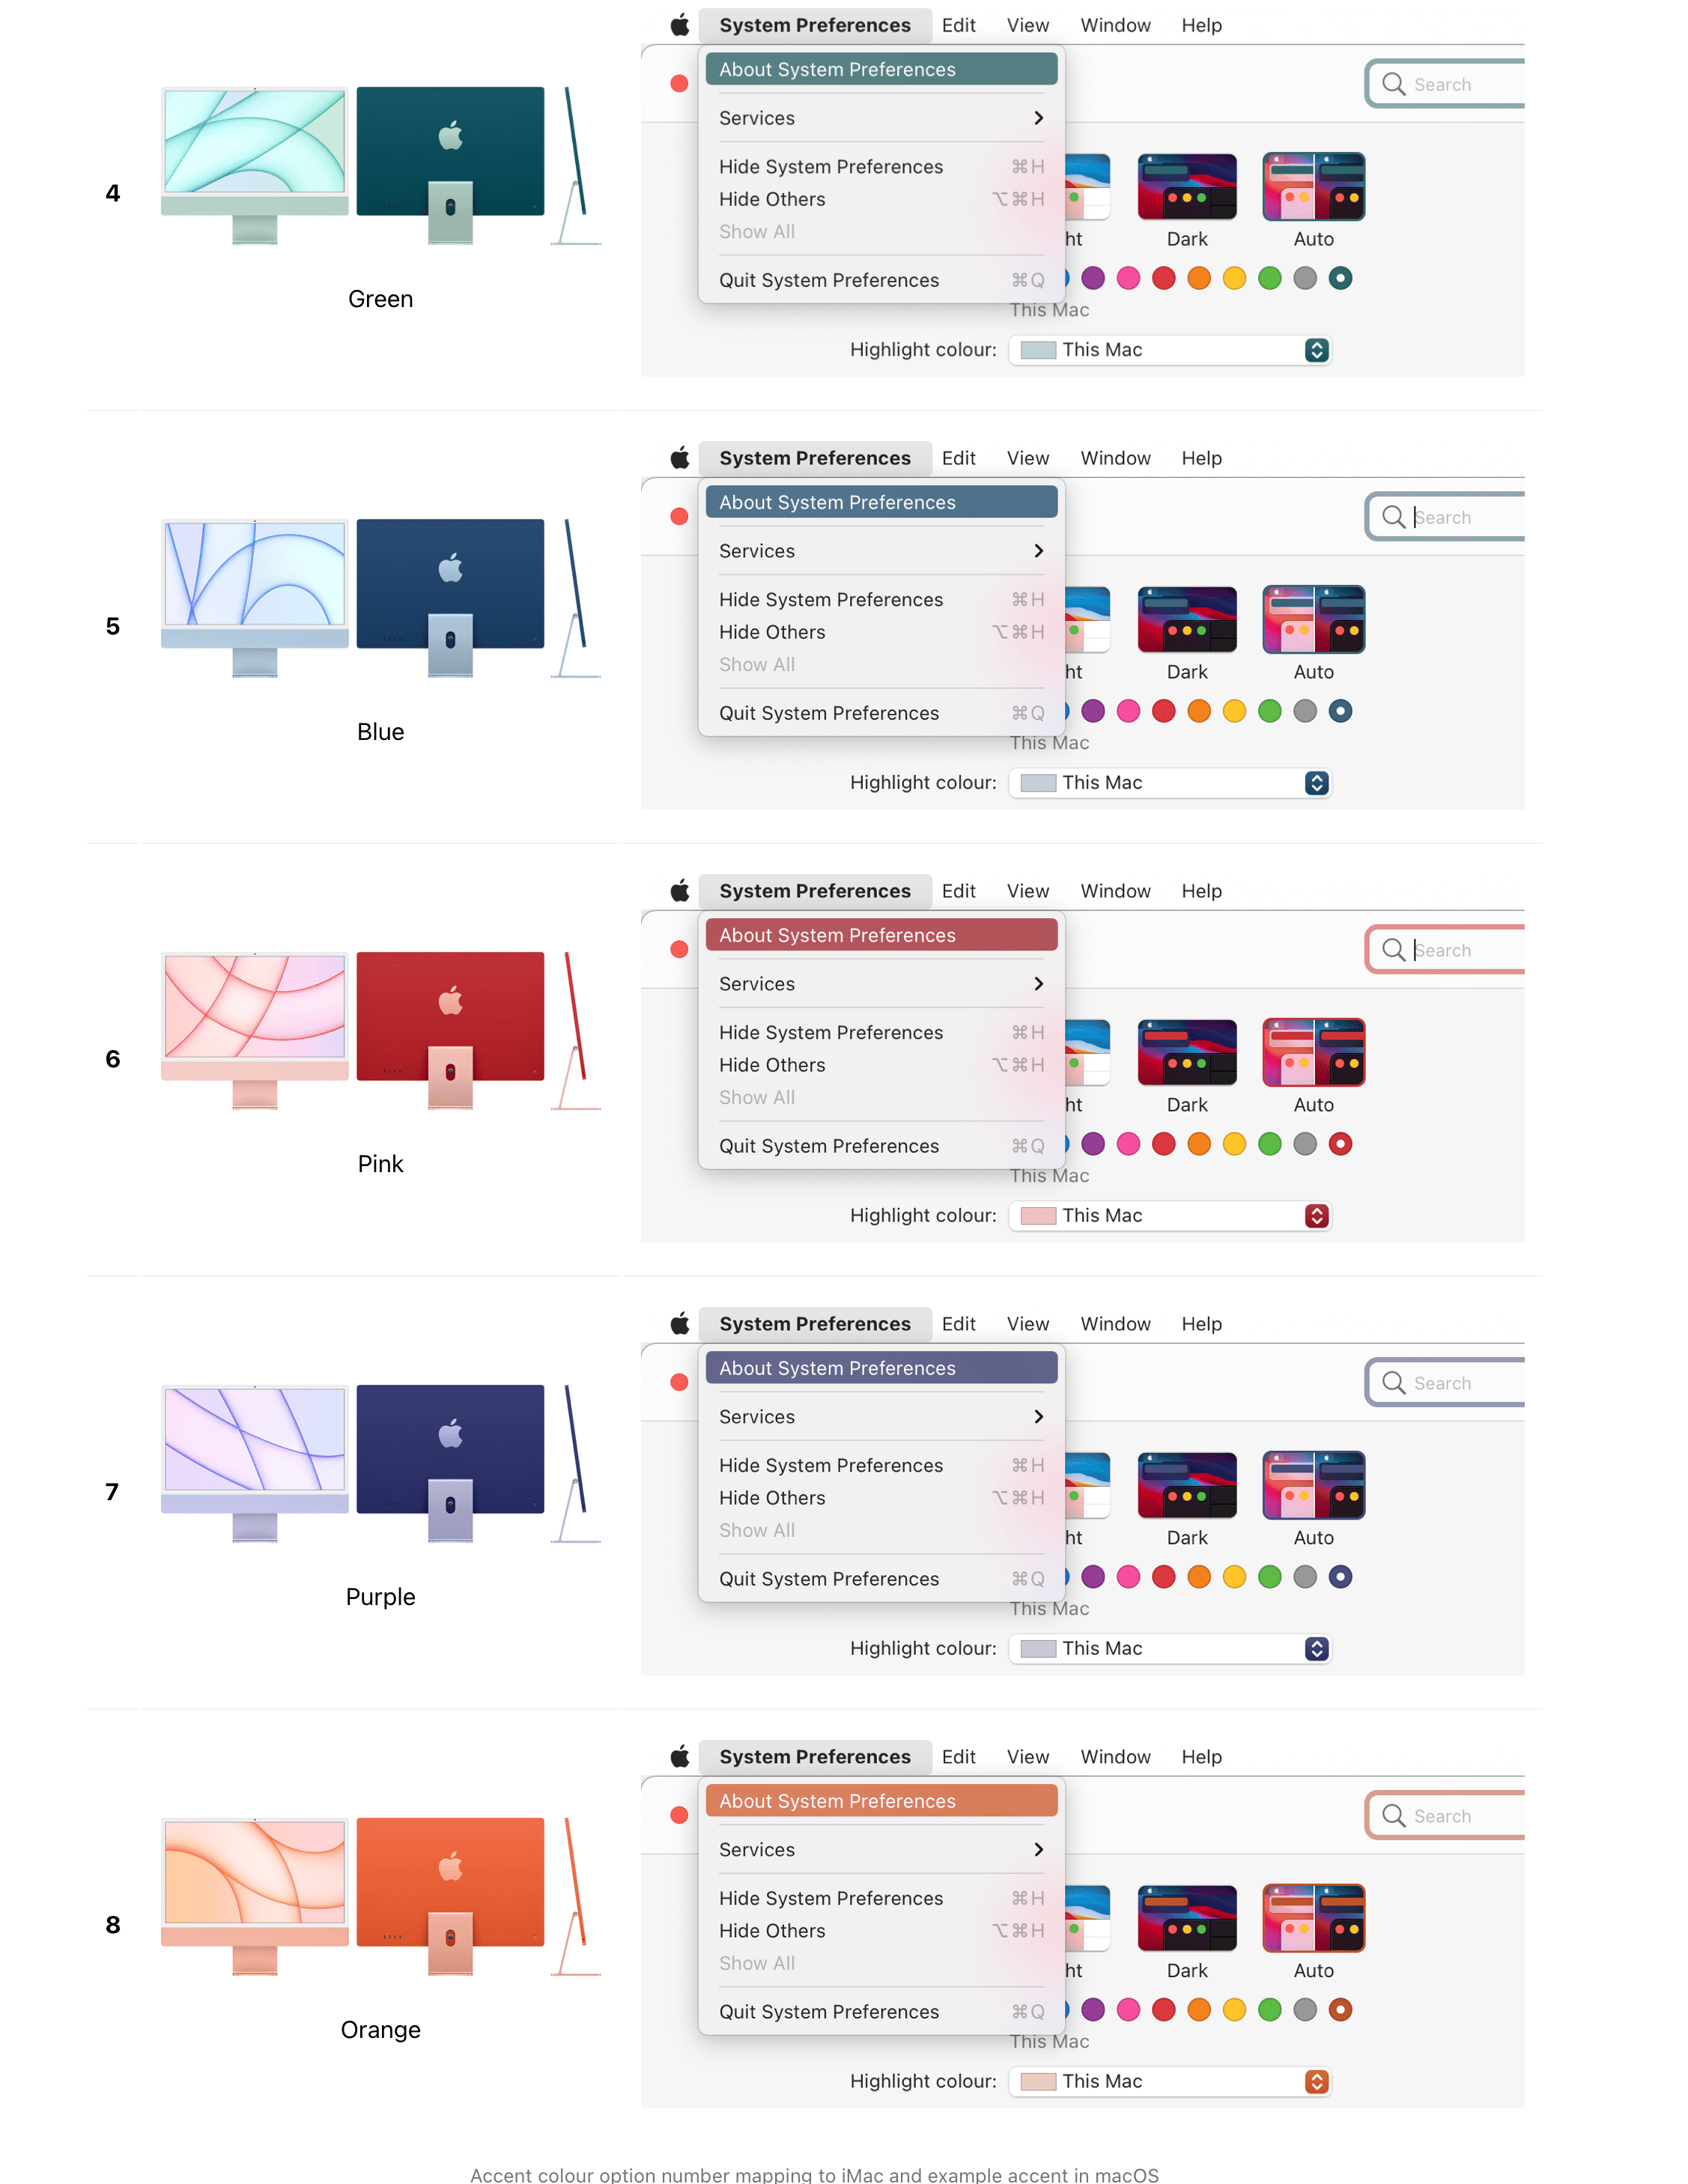 System Preferences Edit View Window Help
About System Preferences
Search
Services
Hide System Preferences ⌘H
4
Hide Others ⌥⌘H
Show All
ht Dark Auto
Quit System Preferences ⌘Q
Green
This Mac
Highlight colour: This Mac
System Preferences Edit View Window Help
About System Preferences
Search
Services
Hide System Preferences ⌘H
5
Hide Others ⌥⌘H
Show All
ht Dark Auto
Quit System Preferences ⌘Q
Blue
This Mac
Highlight colour: This Mac
System Preferences Edit View Window Help
About System Preferences
Search
Services
Hide System Preferences ⌘H
6
Hide Others ⌥⌘H
Show All
ht Dark Auto
Quit System Preferences ⌘Q
Pink
This Mac
Highlight colour: This Mac
System Preferences Edit View Window Help
About System Preferences
Search
Services
Hide System Preferences ⌘H
7
Hide Others ⌥⌘H
Show All
ht Dark Auto
Quit System Preferences ⌘Q
Purple
This Mac
Highlight colour: This Mac
System Preferences Edit View Window Help
About System Preferences
Search
Services
Hide System Preferences ⌘H
8
Hide Others ⌥⌘H
Show All
ht Dark Auto
Quit System Preferences ⌘Q
Orange
This Mac
Highlight colour: This Mac
Accent colour option number mapping to iMac and example accent in macOS